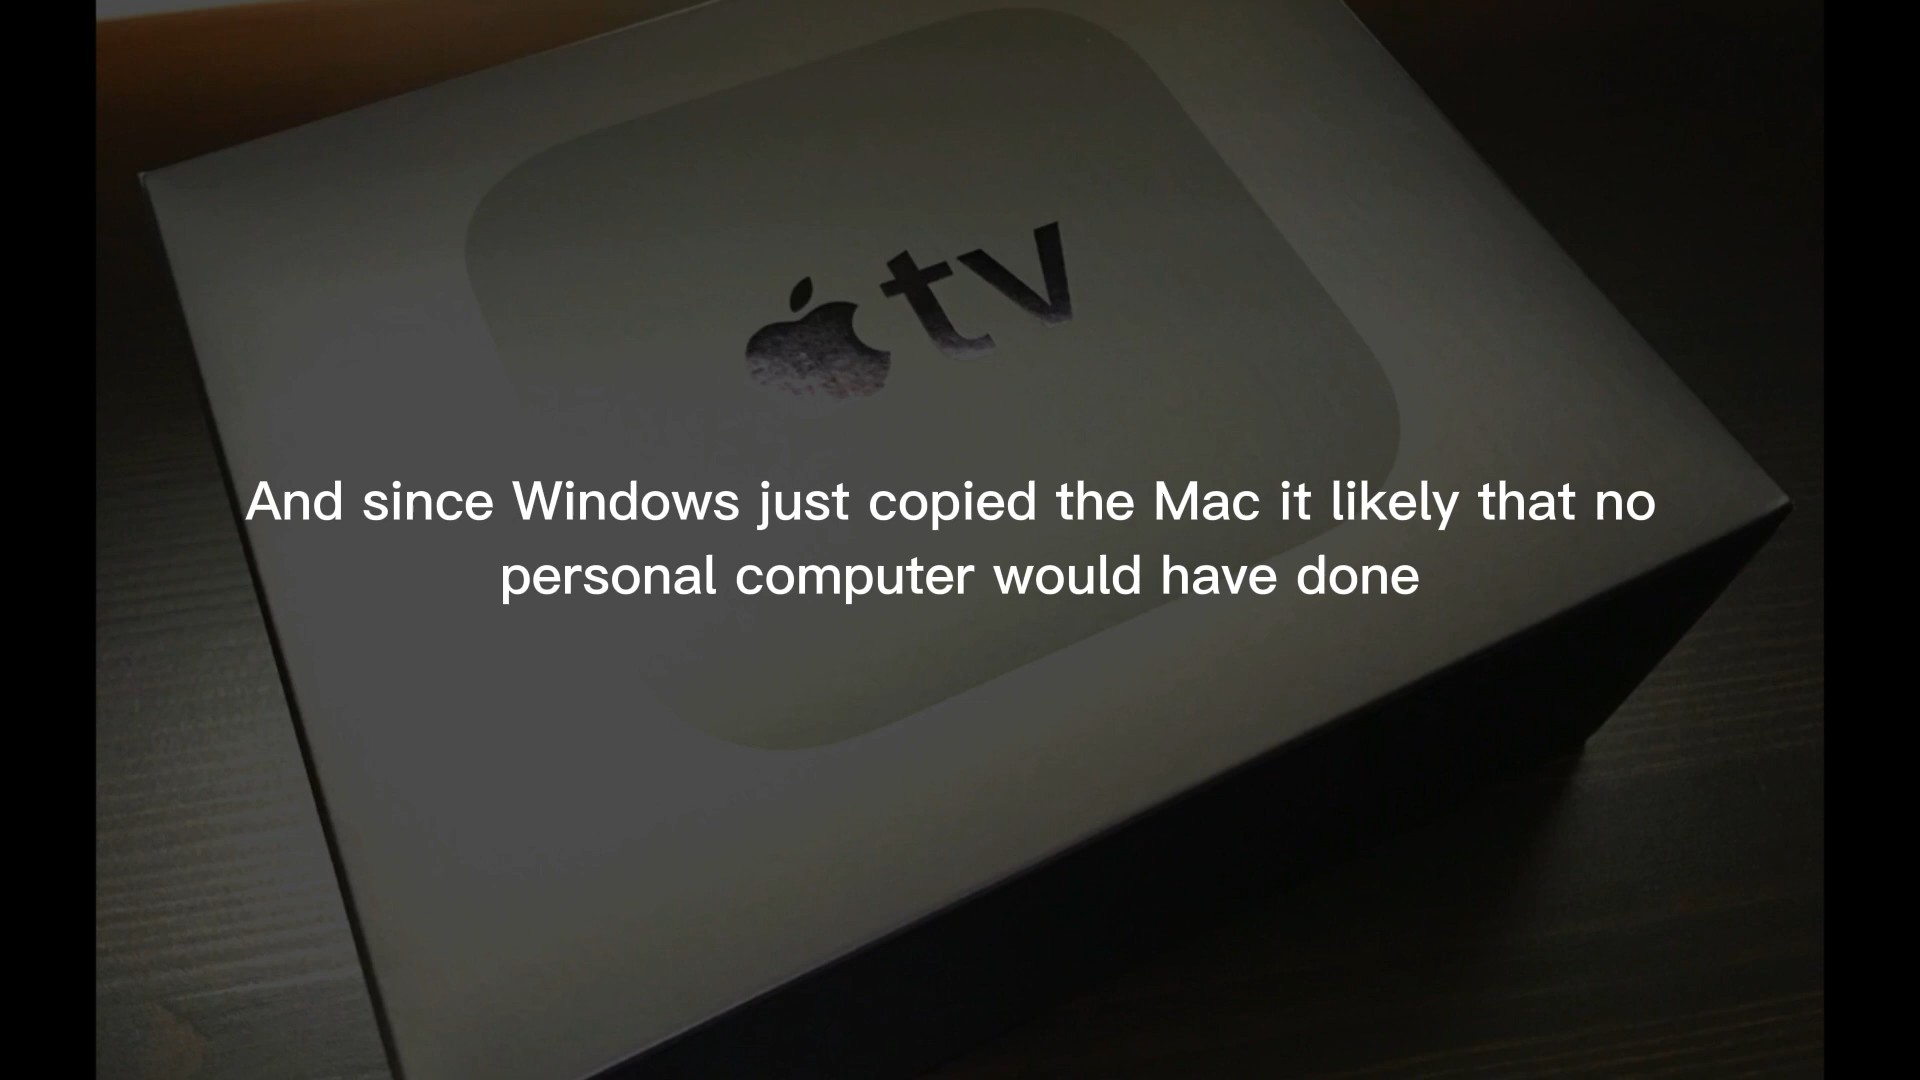 tv
And since Windows just copied the Mac it likely that no
personal computer would have done